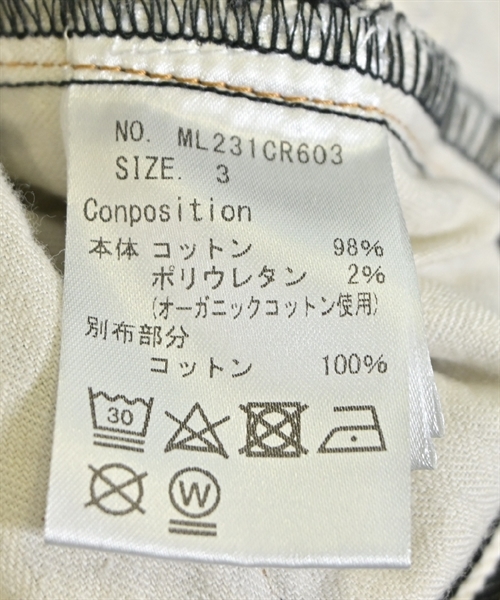 NO. ML231CR603
SIZE. 3
Conposition
本体 コットン 98%
ポリウレタン 2%
(オーガニックコットン使用)
別布部分
コットン 100%
30
W